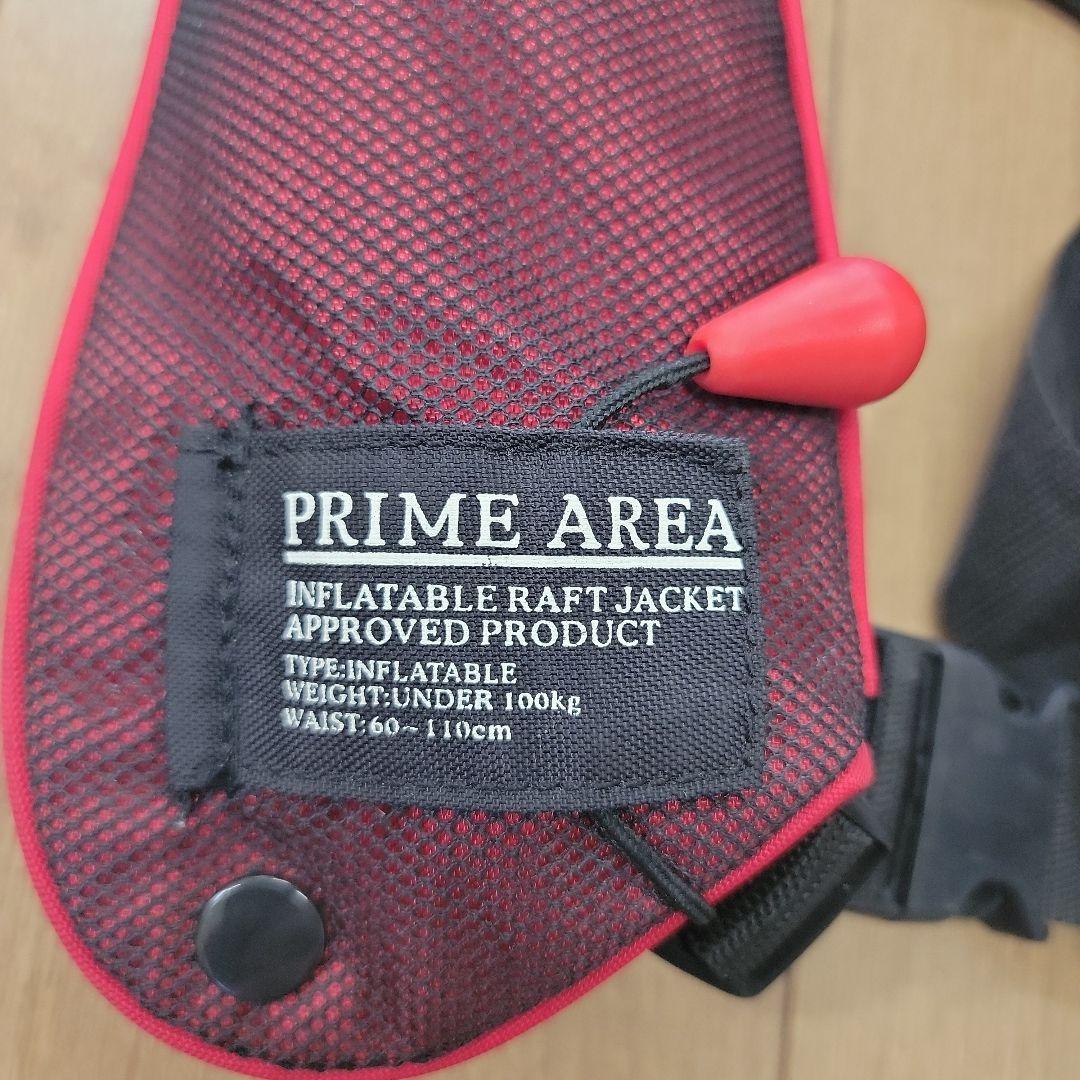 PRIME AREA
INFLATABLE RAFT JACKET
APPROVED PRODUCT
TYPE:INFLATABLE
WEIGHT:UNDER 100kg
WAIST:60~110cm